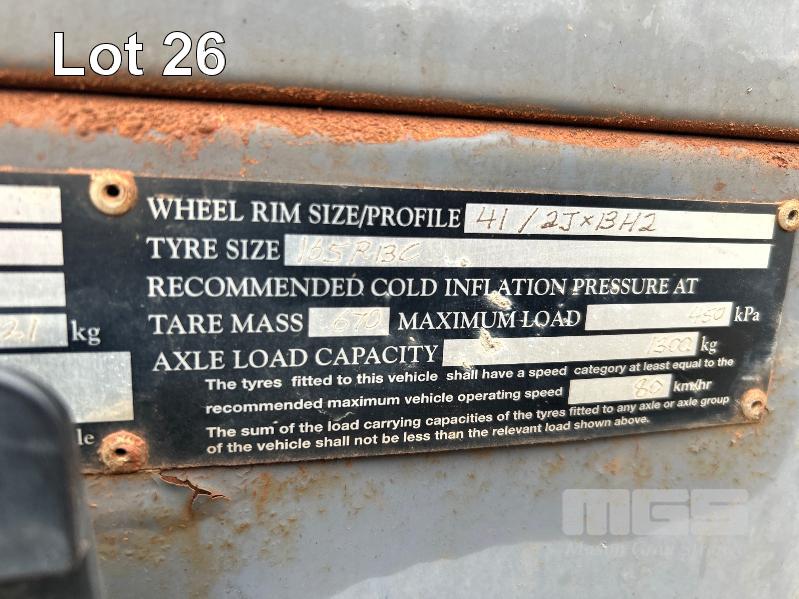 Lot 26
WHEEL RIM SIZE/PROFILE 41/2J×13H2
TYRE SIZE 165R13C
RECOMMENDED COLD INFLATION PRESSURE AT
21 kg TARE MASS 670 MAXIMUM LOAD 450 kPa
AXLE LOAD CAPACITY 1300 kg
The tyres fitted to this vehicle shall have a speed category at least equal to the
recommended maximum vehicle operating speed 80 km/hr
The sum of the load carrying capacities of the tyres fitted to any axle or axle group
le of the vehicle shall not be less than the relevant load shown above.
MGS